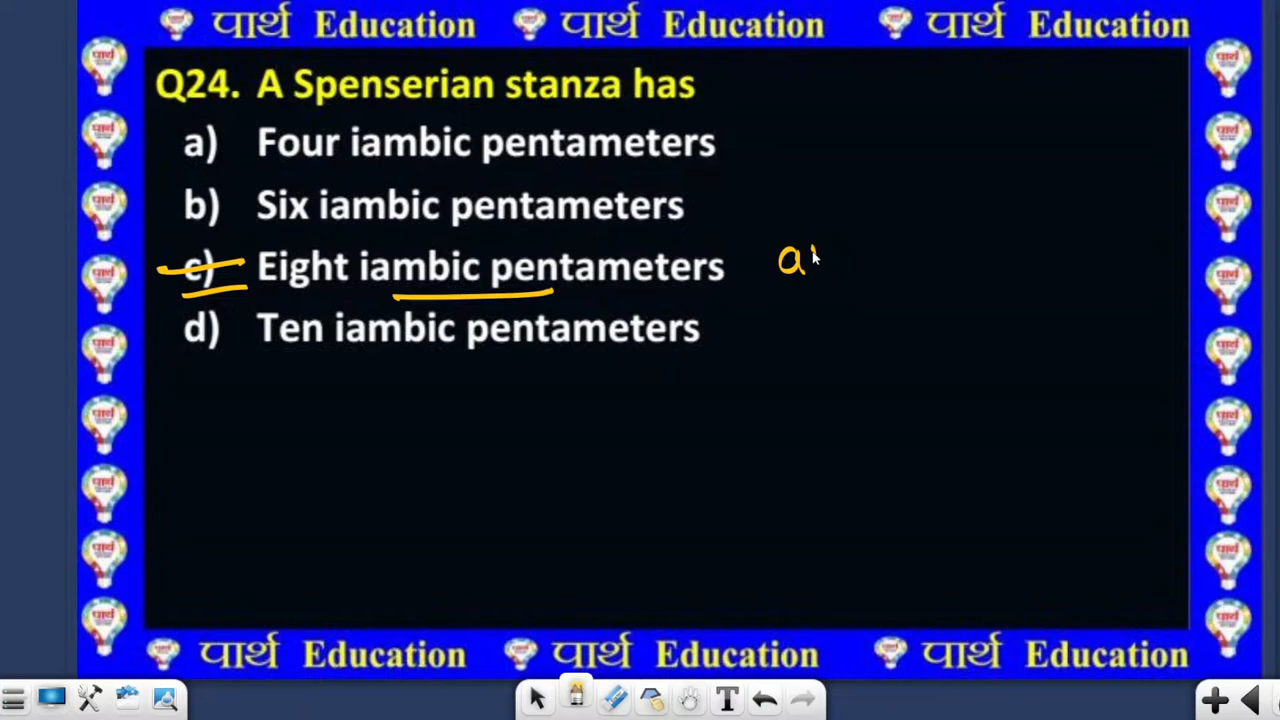 पार्थ Education पार्थ Education पार्थ Education
Q24. A Spenserian stanza has
a) Four iambic pentameters
b) Six iambic pentameters
c) Eight iambic pentameters a
d) Ten iambic pentameters
पार्थ Education पार्थ Education पार्थ Education
T